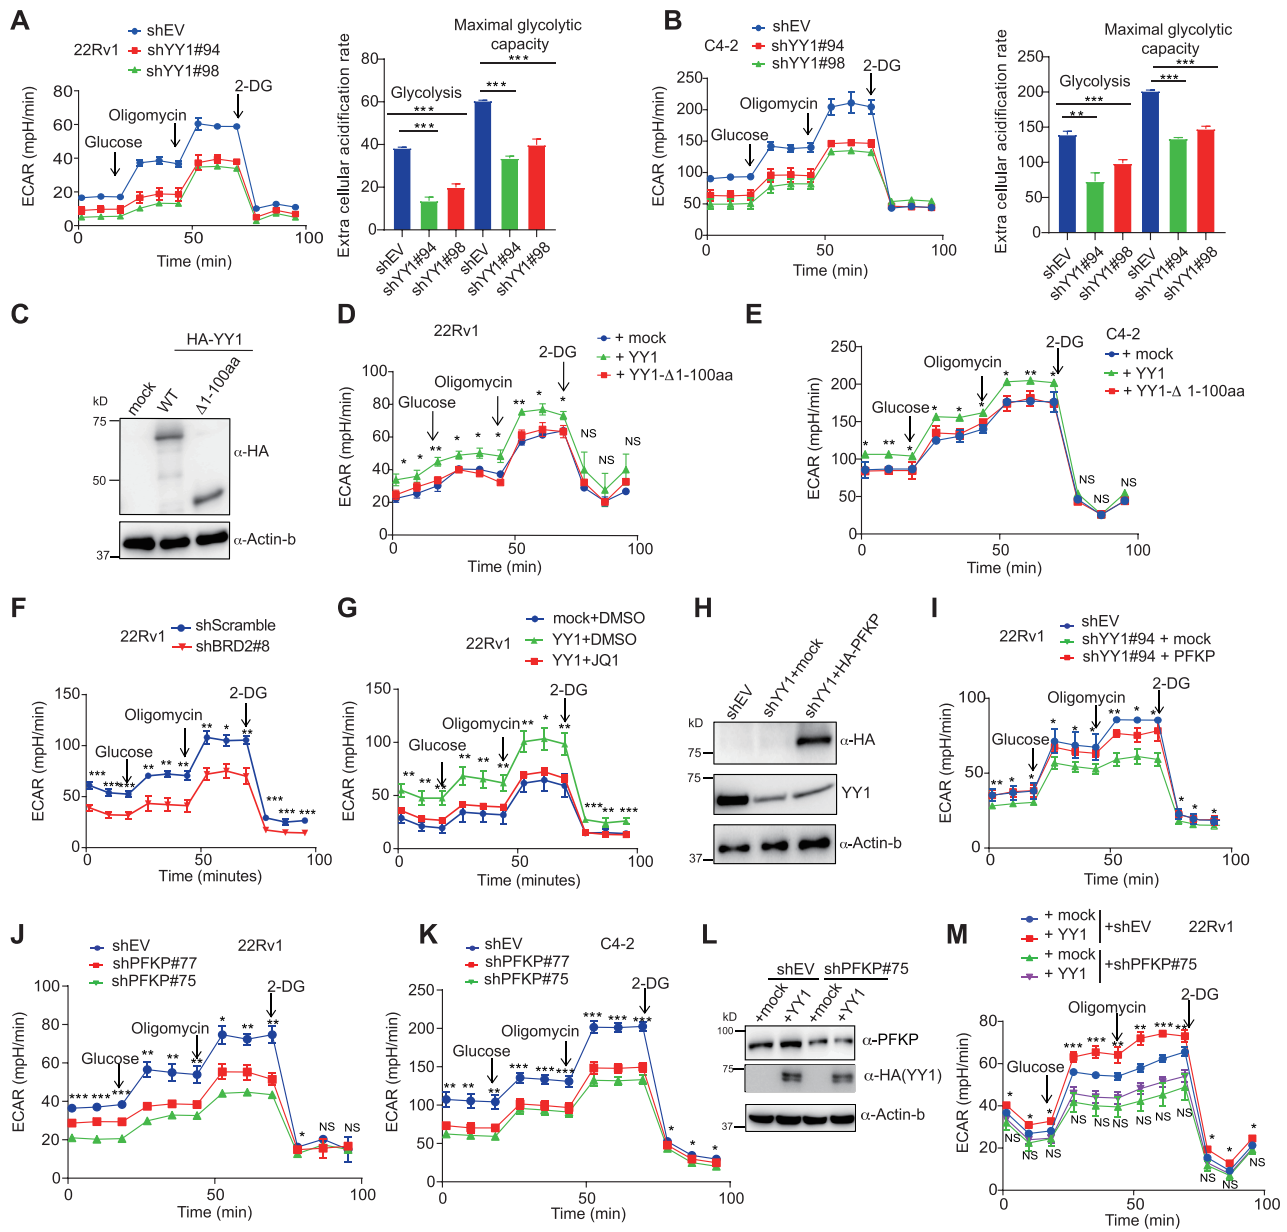 A
22Rv1
shEV
shYY1#94
shYY1#98
ECAR (mpH/min)
80
60
40
20
0
Glucose
Oligomycin
2-DG
0
50
100
Time (min)
Extra cellular acidification rate
80
60
40
20
0
Glycolysis
***
***
Maximal glycolytic
capacity
***
***
shEV
shYY1#94
shYY1#98
shEV
shYY1#94
shYY1#98
B
C4-2
shEV
shYY1#94
shYY1#98
ECAR (mpH/min)
250
200
150
100
50
0
Glucose
Oligomycin
2-DG
0
50
100
Time (min)
Extra cellular acidification rate
250
200
150
100
50
0
Glycolysis
***
**
Maximal glycolytic
capacity
***
***
shEV
shYY1#94
shYY1#98
shEV
shYY1#94
shYY1#98
C
HA-YY1
kD
mock
WT
Δ1-100aa
75
50
37
α-HA
α-Actin-b
D
22Rv1
+ mock
+ YY1
+ YY1-Δ1-100aa
ECAR (mpH/min)
100
80
60
40
20
0
Glucose
Oligomycin
2-DG
* * ** * * * ** * * NS NS NS
0
50
100
Time (min)
E
C4-2
+ mock
+ YY1
+ YY1-Δ 1-100aa
ECAR (mpH/min)
250
200
150
100
50
0
Glucose
Oligomycin
2-DG
* ** * * * * * ** * NS NS NS
0
50
100
Time (min)
F
22Rv1
shScramble
shBRD2#8
ECAR (mpH/min)
150
100
50
0
Glucose
Oligomycin
2-DG
*** *** *** ** ** ** ** * ** *** *** ***
0
50
100
Time (minutes)
G
22Rv1
mock+DMSO
YY1+DMSO
YY1+JQ1
ECAR (mpH/min)
150
100
50
0
Glucose
Oligomycin
2-DG
** ** ** ** ** ** ** * ** *** ** ***
0
50
100
Time (minutes)
H
kD
shEV
shYY1+mock
shYY1+HA-PFKP
75
75
37
α-HA
YY1
α-Actin-b
I
22Rv1
shEV
shYY1#94 + mock
shYY1#94 + PFKP
ECAR (mpH/min)
100
50
0
Glucose
Oligomycin
2-DG
** * * * * * ** * * * * *
0
50
100
Time (min)
J
22Rv1
shEV
shPFKP#77
shPFKP#75
ECAR (mpH/min)
100
80
60
40
20
0
Glucose
Oligomycin
2-DG
*** *** *** ** ** ** * ** ** * NS NS
0
50
100
Time (min)
K
C4-2
shEV
shPFKP#77
shPFKP#75
ECAR (mpH/min)
250
200
150
100
50
0
Glucose
Oligomycin
2-DG
** ** ** *** *** *** *** *** *** * * *
0
50
100
Time (min)
L
shEV
shPFKP#75
kD
+mock
+YY1
+mock
+YY1
100
75
37
α-PFKP
α-HA(YY1)
α-Actin-b
M
22Rv1
+ mock
+ YY1
+shEV
+ mock
+ YY1
+shPFKP#75
ECAR (mpH/min)
80
60
40
20
0
Glucose
Oligomycin
2-DG
* * * *** *** ** ** *** ** * * *
NS NS NS NS NS NS NS NS NS NS NS NS
0
50
100
Time (min)